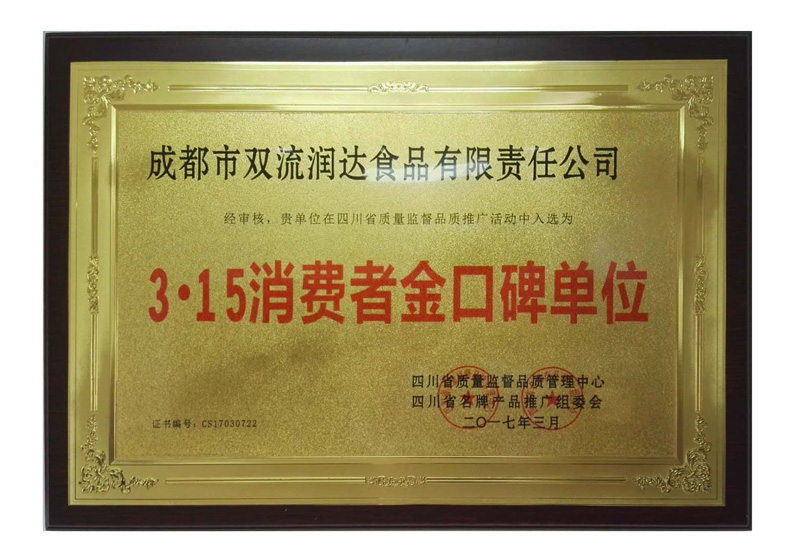 成都市双流润达食品有限责任公司
经审核，贵单位在四川省质量监督品质推广活动中入选为
3·15消费者金口碑单位
四川省质量监督品质管理中心
四川省名牌产品推广组委会
二〇一七年三月
证书编号：CS17030722